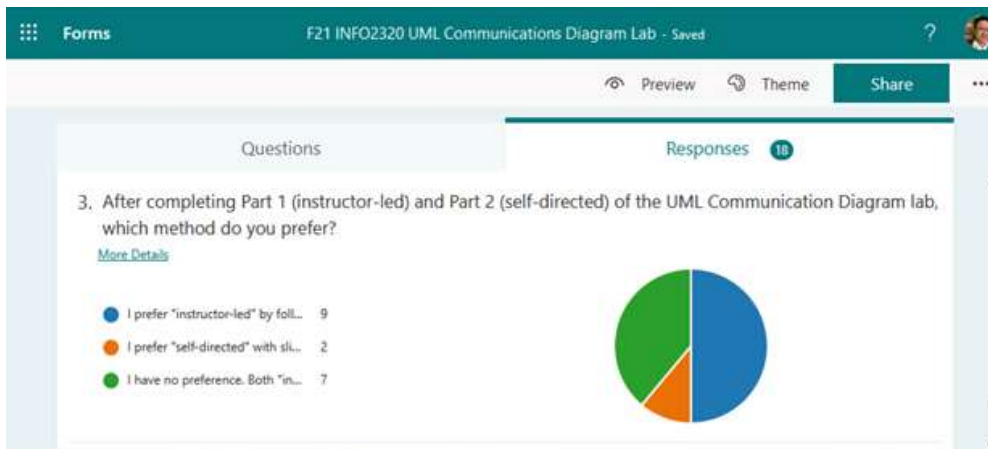 Forms
F21 INFO2320 UML Communications Diagram Lab - Saved
?
Preview
Theme
Share
Questions
Responses 18
3. After completing Part 1 (instructor-led) and Part 2 (self-directed) of the UML Communication Diagram lab,
which method do you prefer?
More Details
I prefer "instructor-led" by foll... 9
I prefer "self-directed" with sli... 2
I have no preference. Both "in... 7